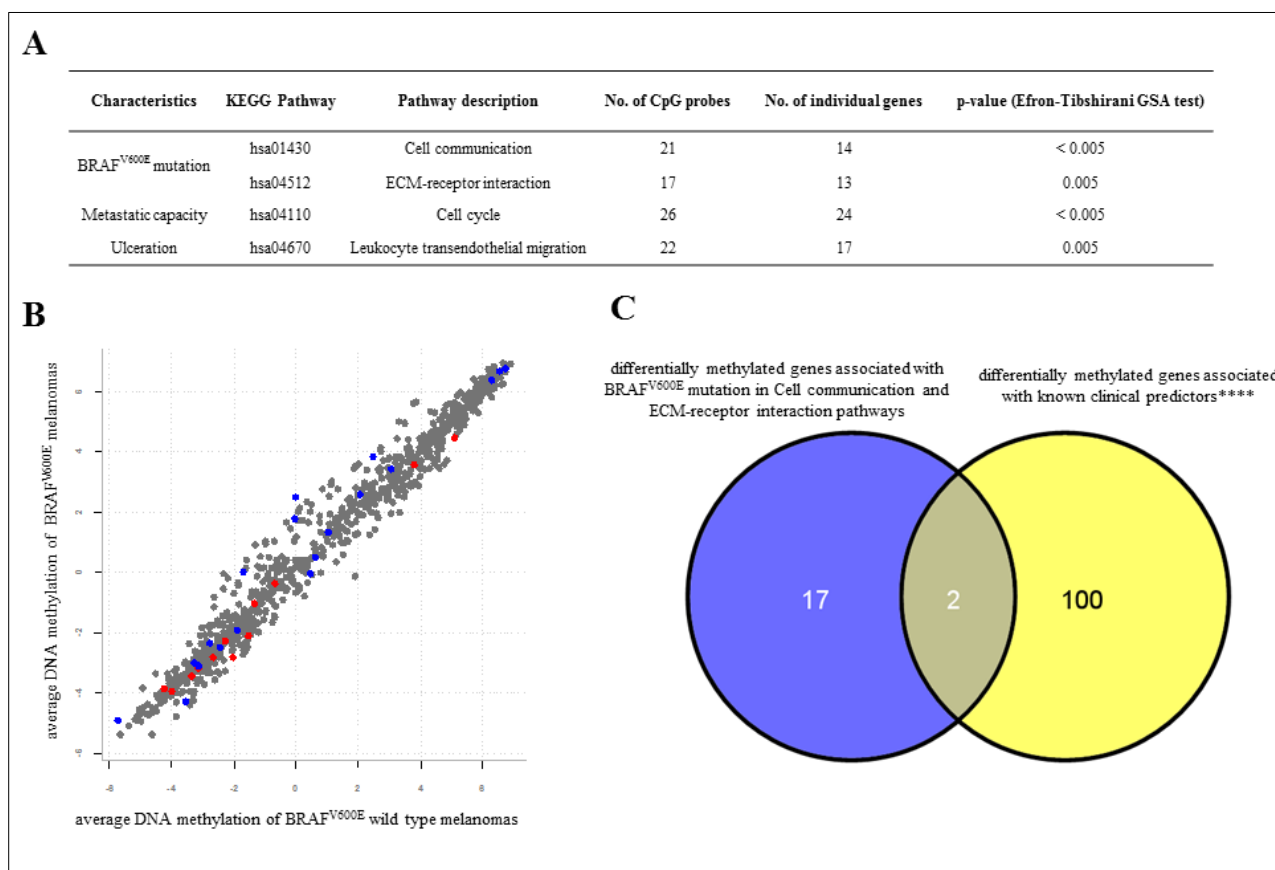 A
Characteristics KEGG Pathway Pathway description No. of CpG probes No. of individual genes p-value (Efron-Tibshirani GSA test)
BRAFV600E mutation
hsa01430 Cell communication 21 14 < 0.005
hsa04512 ECM-receptor interaction 17 13 0.005
Metastatic capacity hsa04110 Cell cycle 26 24 < 0.005
Ulceration hsa04670 Leukocyte transendothelial migration 22 17 0.005
B
average DNA methylation of BRAFV600E melanomas
6
4
2
0
-2
-4
-6
-6 -4 -2 0 2 4 6
average DNA methylation of BRAFV600E wild type melanomas
C
differentially methylated genes associated with
BRAFV600E mutation in Cell communication and
ECM-receptor interaction pathways
differentially methylated genes associated
with known clinical predictors****
17 2 100